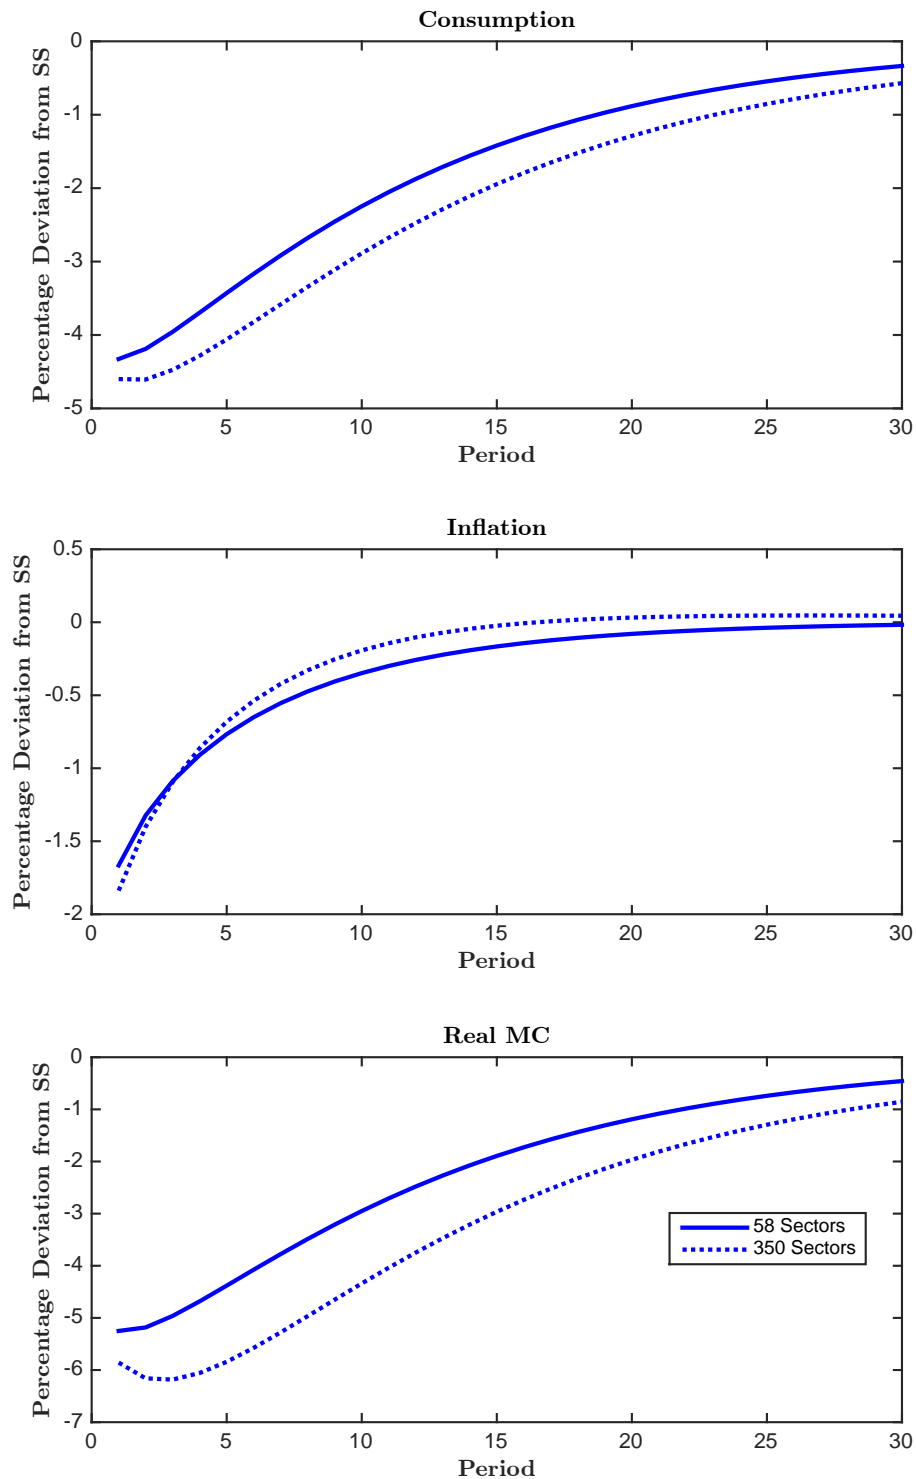 Consumption
Percentage Deviation from SS
0
-1
-2
-3
-4
-5
0 5 10 15 20 25 30
Period
Inflation
Percentage Deviation from SS
0.5
0
-0.5
-1
-1.5
-2
0 5 10 15 20 25 30
Period
Real MC
Percentage Deviation from SS
0
-1
-2
-3
-4
-5
-6
-7
58 Sectors
350 Sectors
0 5 10 15 20 25 30
Period